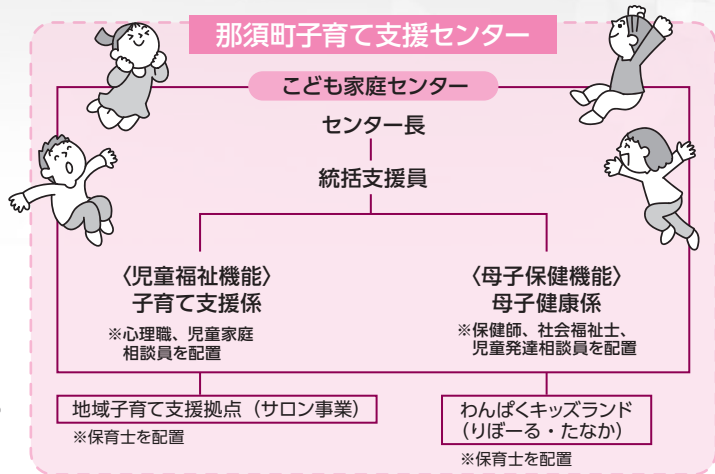 那須町子育て支援センター
こども家庭センター
センター長
統括支援員
〈児童福祉機能〉
子育て支援係
※心理職、児童家庭
相談員を配置
〈母子保健機能〉
母子健康係
※保健師、社会福祉士、
児童発達相談員を配置
地域子育て支援拠点（サロン事業）
※保育士を配置
わんぱくキッズランド
（りぼーる・たなか）
※保育士を配置